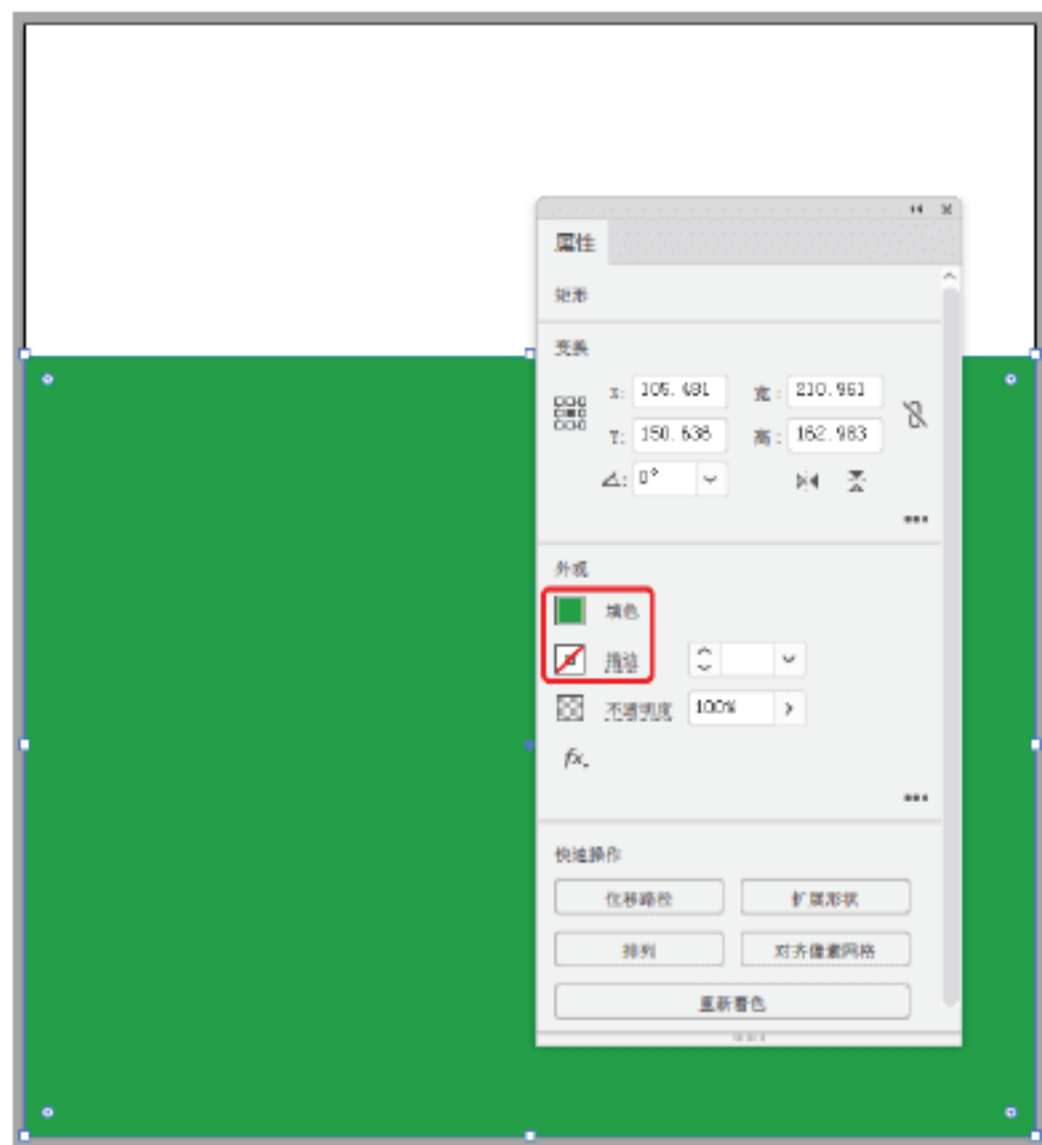 属性
矩形
变换
X: 105.481 宽: 210.961
Y: 150.636 高: 162.983
0°
外观
填色
描边
不透明度 100%
fx.
快速操作
位移路径 扩展形状
排列 对齐像素网格
重新着色